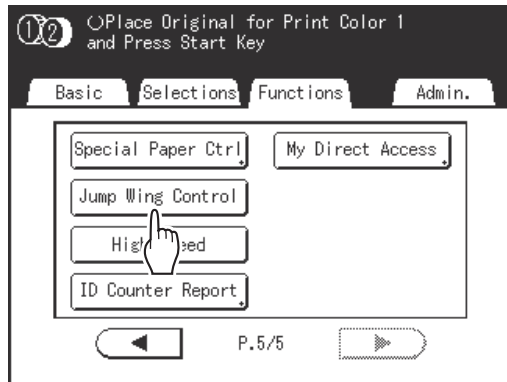 ①② Place Original for Print Color 1
and Press Start Key
Basic Selections Functions Admin.
Special Paper Ctrl. My Direct Access
Jump Wing Control
ID Counter Report
P.5/5